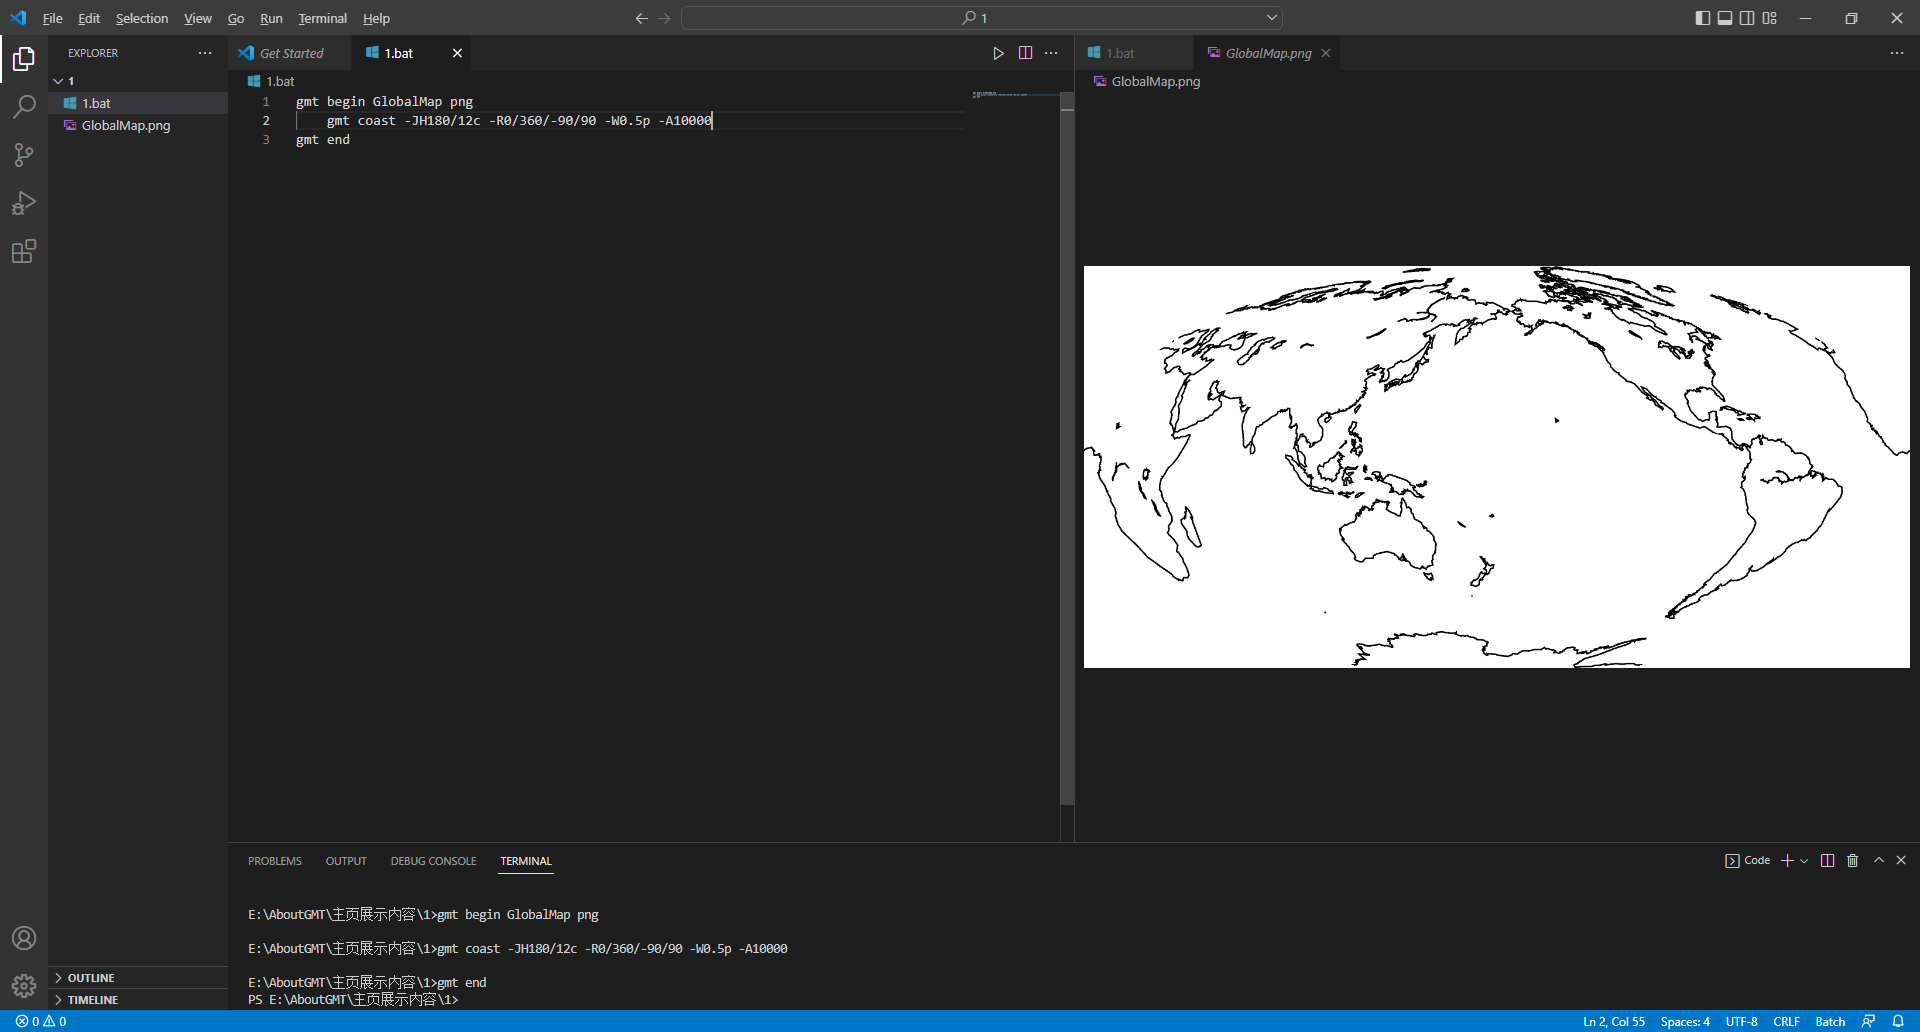 File Edit Selection View Go Run Terminal Help
1
EXPLORER
1
1.bat
GlobalMap.png
OUTLINE
TIMELINE
Get Started
1.bat
1.bat
1 gmt begin GlobalMap png
2 gmt coast -JH180/12c -R0/360/-90/90 -W0.5p -A10000
3 gmt end
1.bat
GlobalMap.png
GlobalMap.png
PROBLEMS OUTPUT DEBUG CONSOLE TERMINAL
Code
E:\AboutGMT\主页展示内容\1>gmt begin GlobalMap png
E:\AboutGMT\主页展示内容\1>gmt coast -JH180/12c -R0/360/-90/90 -W0.5p -A10000
E:\AboutGMT\主页展示内容\1>gmt end
PS E:\AboutGMT\主页展示内容\1>
0 0
Ln 2, Col 55 Spaces: 4 UTF-8 CRLF Batch